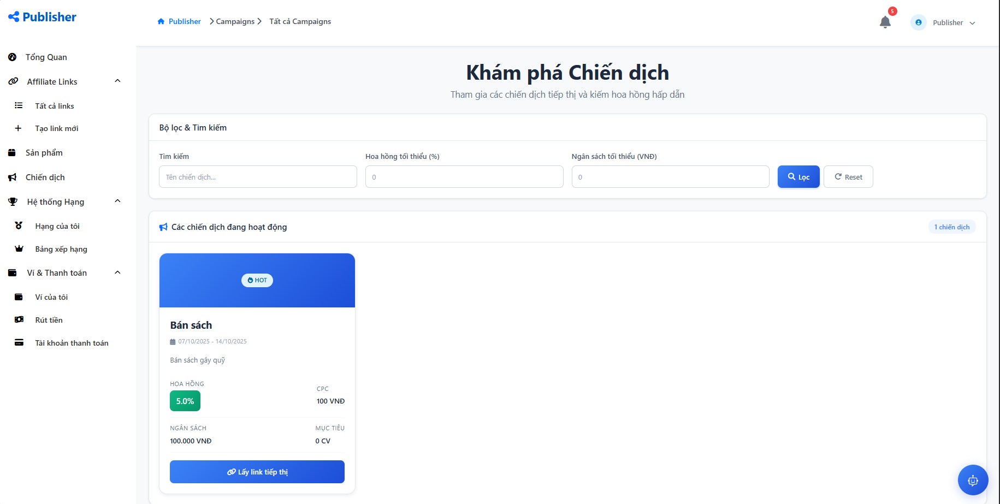 Publisher
Publisher
Campaigns
Tất cả Campaigns
5
Publisher
Tổng Quan
Affiliate Links
Tất cả links
Tạo link mới
Sản phẩm
Chiến dịch
Hệ thống Hạng
Hạng của tôi
Bảng xếp hạng
Ví & Thanh toán
Ví của tôi
Rút tiền
Tài khoản thanh toán
Khám phá Chiến dịch
Tham gia các chiến dịch tiếp thị và kiếm hoa hồng hấp dẫn
Bộ lọc & Tìm kiếm
Tìm kiếm
Hoa hồng tối thiểu (%)
Ngân sách tối thiểu (VNĐ)
Tên chiến dịch...
0
0
Lọc
Reset
Các chiến dịch đang hoạt động
1 chiến dịch
HOT
Bán sách
07/10/2025 - 14/10/2025
Bán sách gây quỹ
HOA HỒNG
5.0%
CPC
100 VNĐ
NGÂN SÁCH
100.000 VNĐ
MỤC TIÊU
0 CV
Lấy link tiếp thị